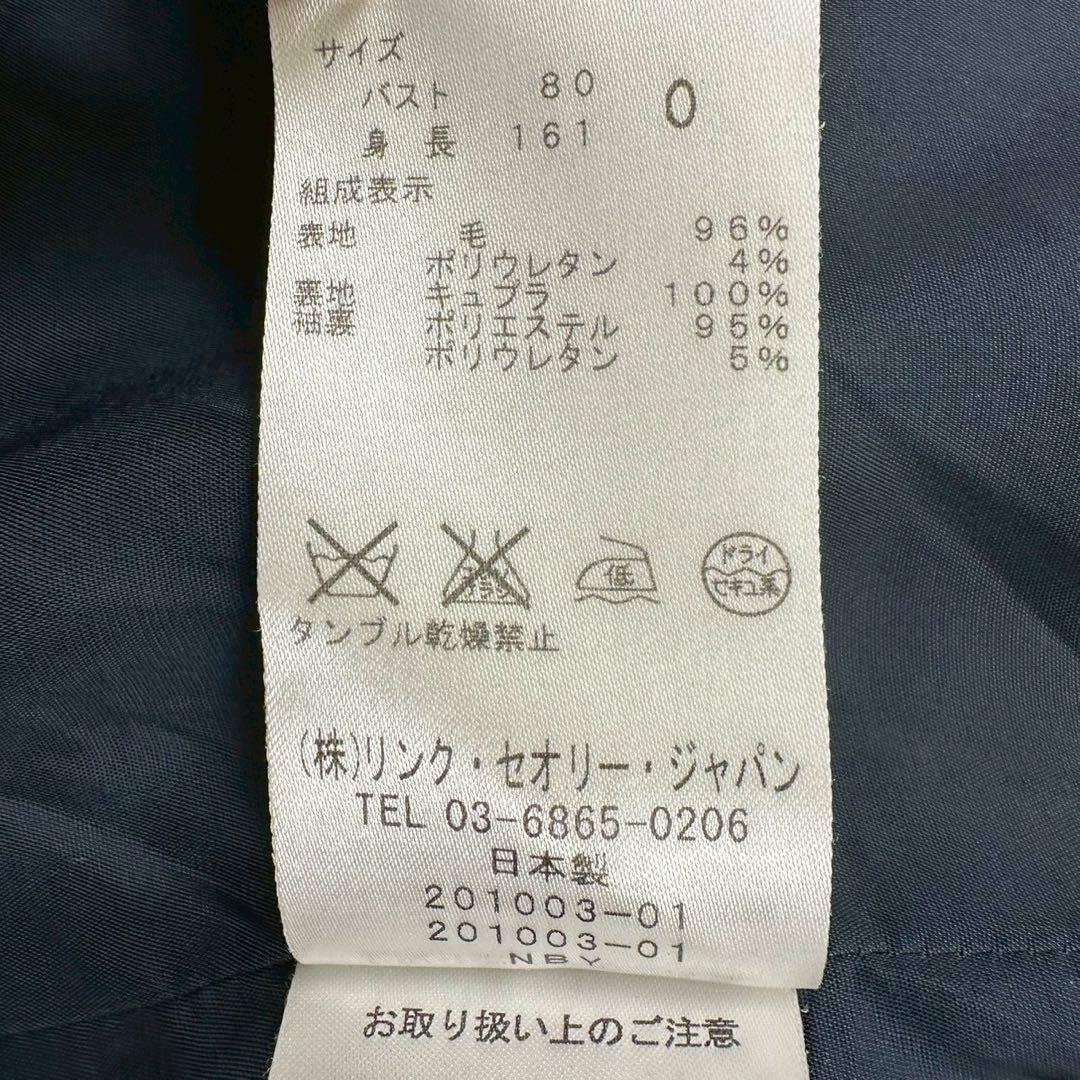 サイズ
バスト 80 0
身長 161
組成表示
表地 毛 96%
ポリウレタン 4%
裏地 キュプラ 100%
袖裏 ポリエステル 95%
ポリウレタン 5%
低
ドライ
セキユ系
タンブル乾燥禁止
(株)リンク・セオリー・ジャパン
TEL 03-6865-0206
日本製
201003-01
201003-01
NBY
お取り扱い上のご注意